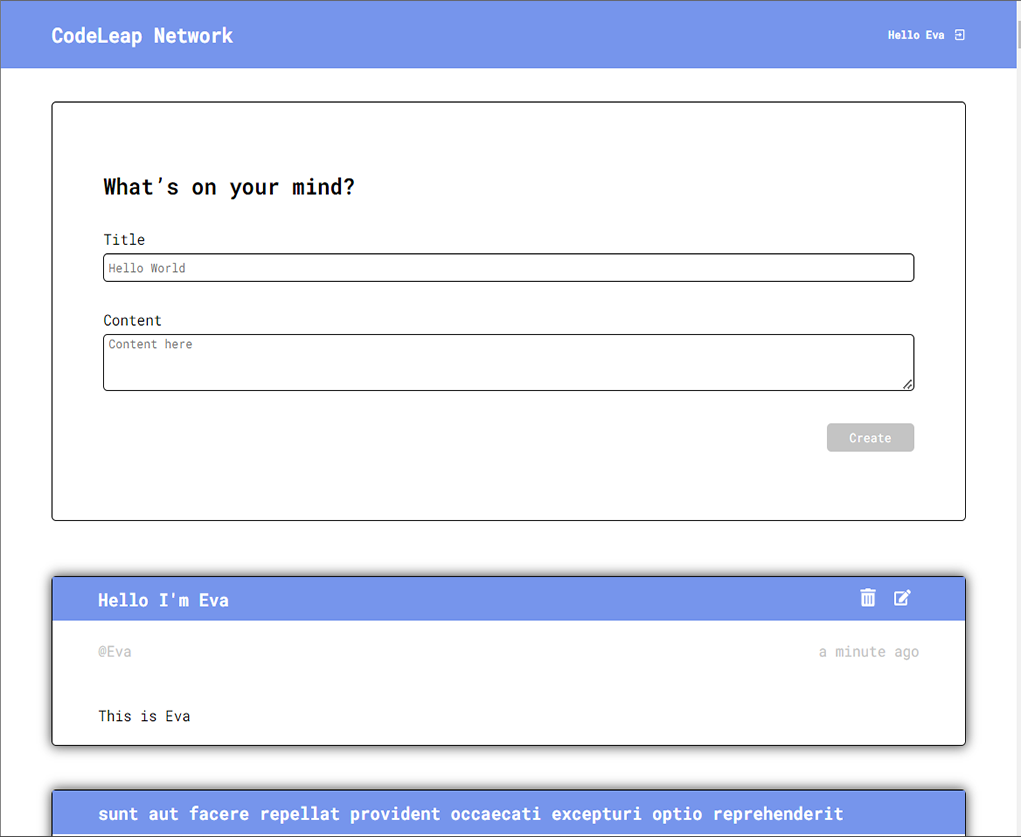 CodeLeap Network
Hello Eva
What’s on your mind?
Title
Hello World
Content
Content here
Create
Hello I'm Eva
@Eva
a minute ago
This is Eva
sunt aut facere repellat provident occaecati excepturi optio reprehenderit